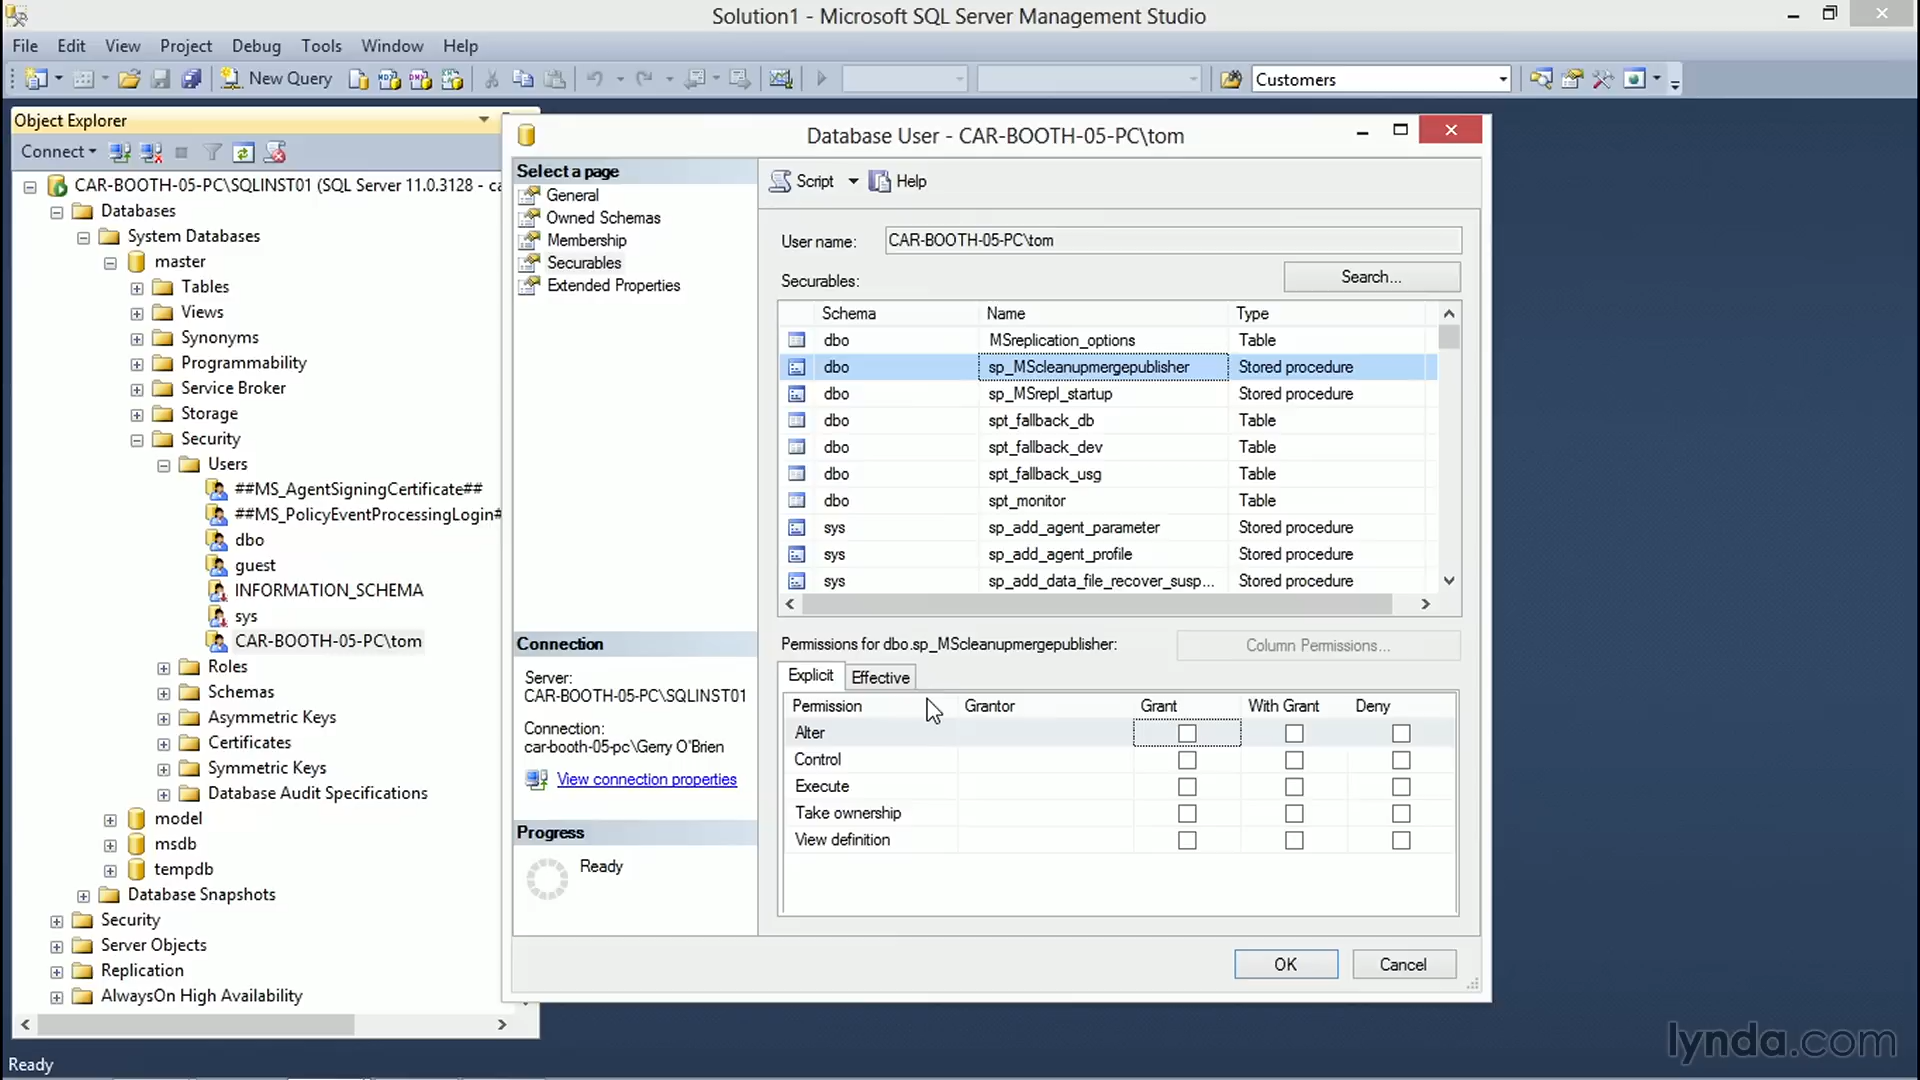 Solution1 - Microsoft SQL Server Management Studio
File Edit View Project Debug Tools Window Help
New Query Customers
Object Explorer
Connect
CAR-BOOTH-05-PC\SQLINST01 (SQL Server 11.0.3128 - ca
Databases
System Databases
master
Tables
Views
Synonyms
Programmability
Service Broker
Storage
Security
Users
##MS_AgentSigningCertificate##
##MS_PolicyEventProcessingLogin#
dbo
guest
INFORMATION_SCHEMA
sys
CAR-BOOTH-05-PC\tom
Roles
Schemas
Asymmetric Keys
Certificates
Symmetric Keys
Database Audit Specifications
model
msdb
tempdb
Database Snapshots
Security
Server Objects
Replication
AlwaysOn High Availability
Database User - CAR-BOOTH-05-PC\tom
Select a page
General
Owned Schemas
Membership
Securables
Extended Properties
Connection
Server:
CAR-BOOTH-05-PC\SQLINST01
Connection:
car-booth-05-pc\Gerry O'Brien
View connection properties
Progress
Ready
Script Help
User name: CAR-BOOTH-05-PC\tom
Securables: Search...
Schema Name Type
dbo MSreplication_options Table
dbo sp_MScleanupmergepublisher Stored procedure
dbo sp_MSrepl_startup Stored procedure
dbo spt_fallback_db Table
dbo spt_fallback_dev Table
dbo spt_fallback_usg Table
dbo spt_monitor Table
sys sp_add_agent_parameter Stored procedure
sys sp_add_agent_profile Stored procedure
sys sp_add_data_file_recover_susp... Stored procedure
Permissions for dbo.sp_MScleanupmergepublisher: Column Permissions...
Explicit Effective
Permission Grantor Grant With Grant Deny
Alter
Control
Execute
Take ownership
View definition
OK Cancel
Ready
lynda.com